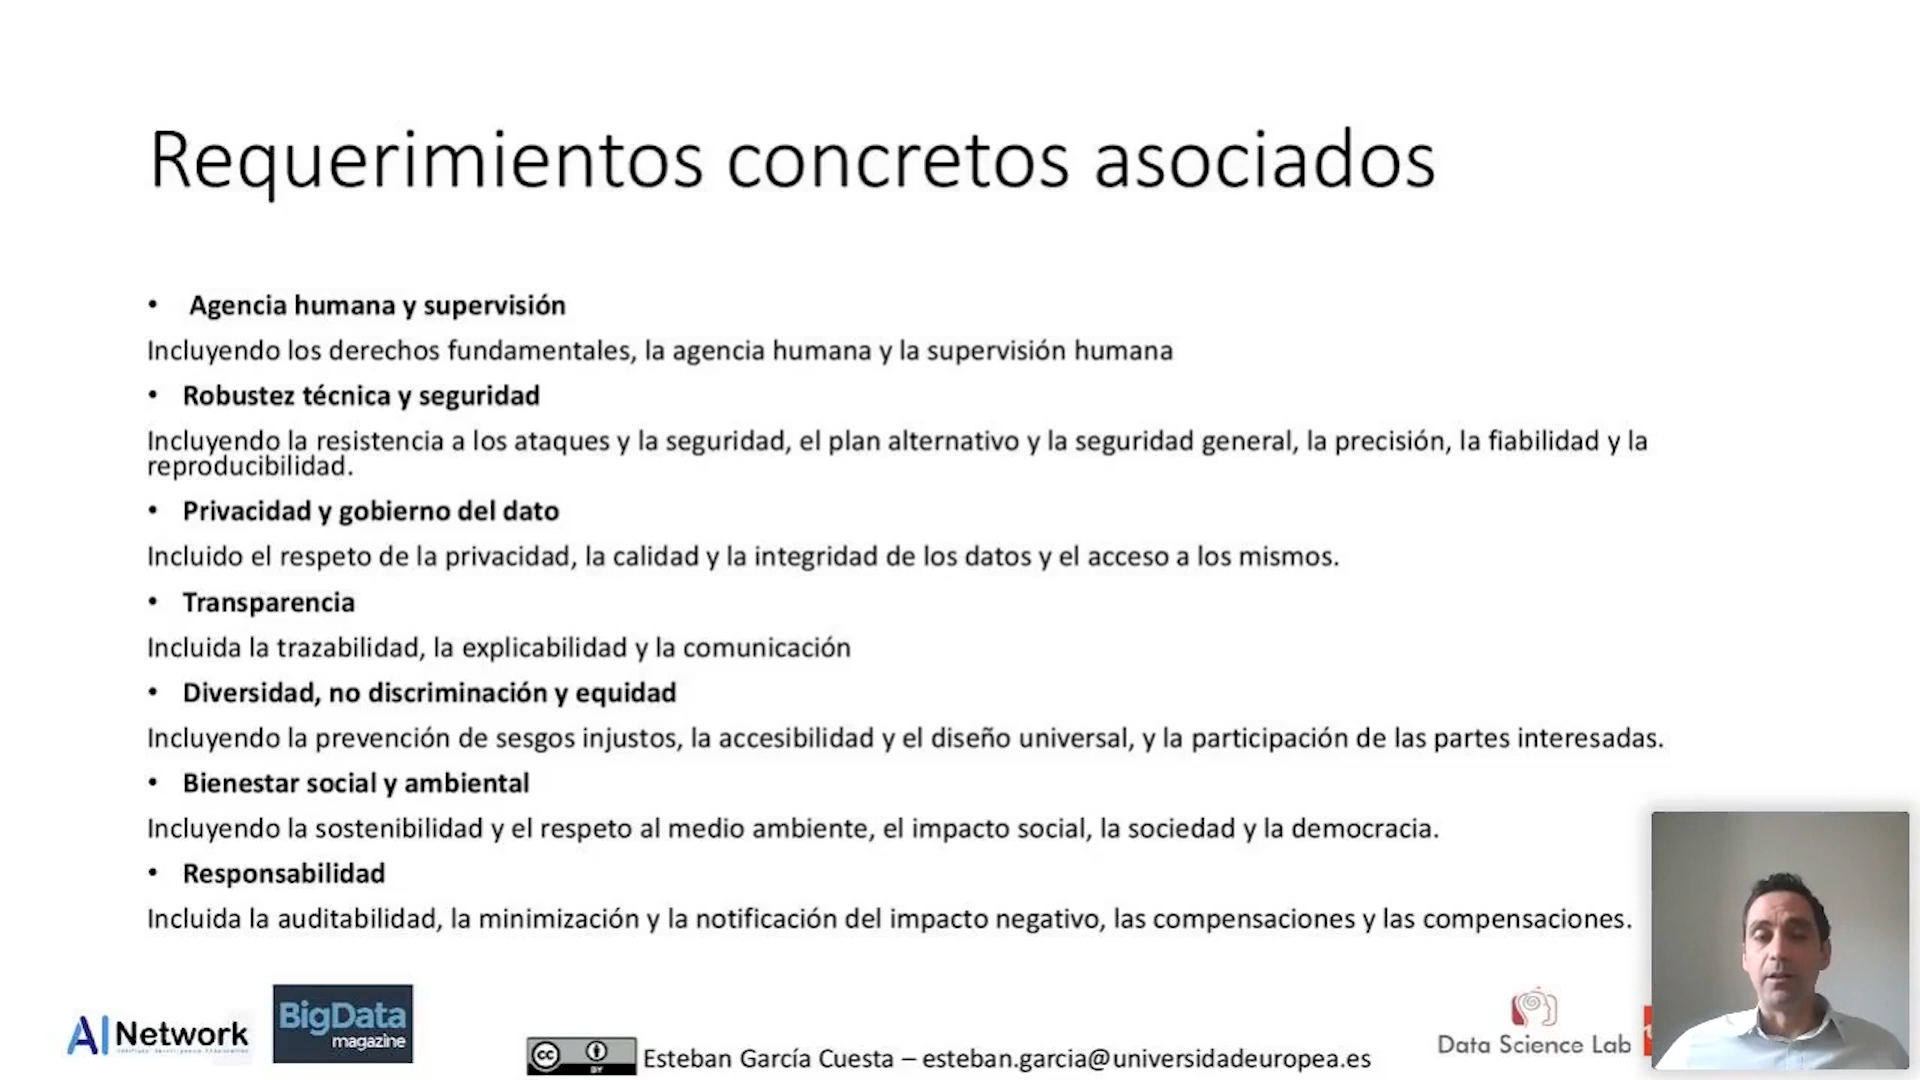 Requerimientos concretos asociados
• Agencia humana y supervisión
Incluyendo los derechos fundamentales, la agencia humana y la supervisión humana
• Robustez técnica y seguridad
Incluyendo la resistencia a los ataques y la seguridad, el plan alternativo y la seguridad general, la precisión, la fiabilidad y la
reproducibilidad.
• Privacidad y gobierno del dato
Incluido el respeto de la privacidad, la calidad y la integridad de los datos y el acceso a los mismos.
• Transparencia
Incluida la trazabilidad, la explicabilidad y la comunicación
• Diversidad, no discriminación y equidad
Incluyendo la prevención de sesgos injustos, la accesibilidad y el diseño universal, y la participación de las partes interesadas.
• Bienestar social y ambiental
Incluyendo la sostenibilidad y el respeto al medio ambiente, el impacto social, la sociedad y la democracia.
• Responsabilidad
Incluida la auditabilidad, la minimización y la notificación del impacto negativo, las compensaciones y las compensaciones.
AI Network
BigData
magazine
cc
BY
Esteban García Cuesta – esteban.garcia@universidadeuropea.es
Data Science Lab